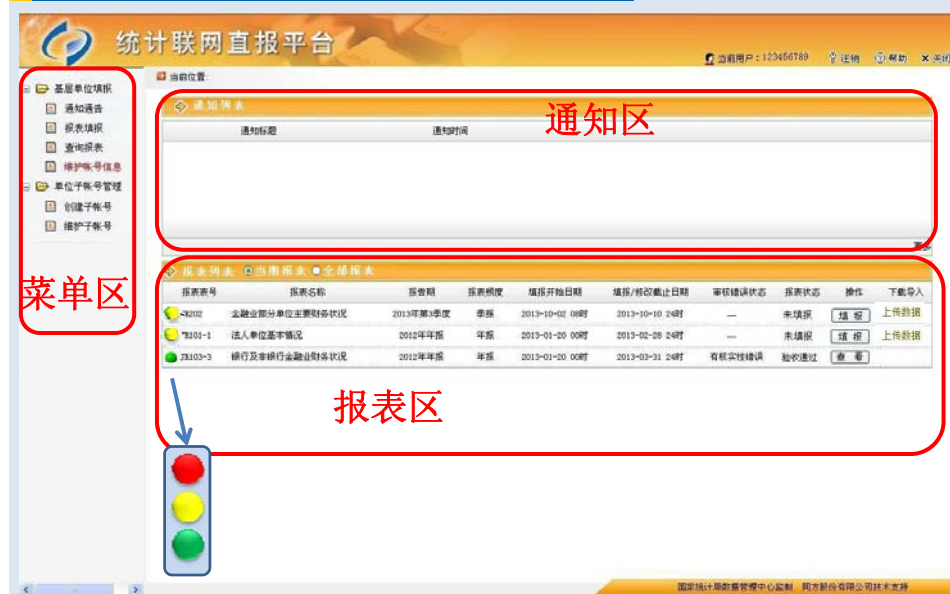 统计联网直报平台
当前用户：123456789 注销 帮助 × 关闭
当前位置:
基层单位填报
通知通告
报表填报
查询报表
维护帐号信息
单位子帐号管理
创建子帐号
维护子帐号
菜单区
通知列表
通知标题 通知时间
通知区
更多
报表列表 当期报表 全部报表
报表表号 报表名称 报告期 报表频度 填报开始日期 填报/修改截止日期 审核错误状态 报表状态 操作 下载导入
金融业部分单位主要财务状况 2013年第3季度 季报 2013-10-02 08时 2013-10-10 24时 — 未填报 填 报 上传数据
法人单位基本情况 2012年年报 年报 2013-01-20 00时 2013-02-28 24时 — 未填报 填 报 上传数据
银行及非银行金融业财务状况 2012年年报 年报 2013-01-20 00时 2013-03-31 24时 有核实性错误 验收通过 查 看
报表区
国家统计局数据管理中心监制 同方股份有限公司技术支持